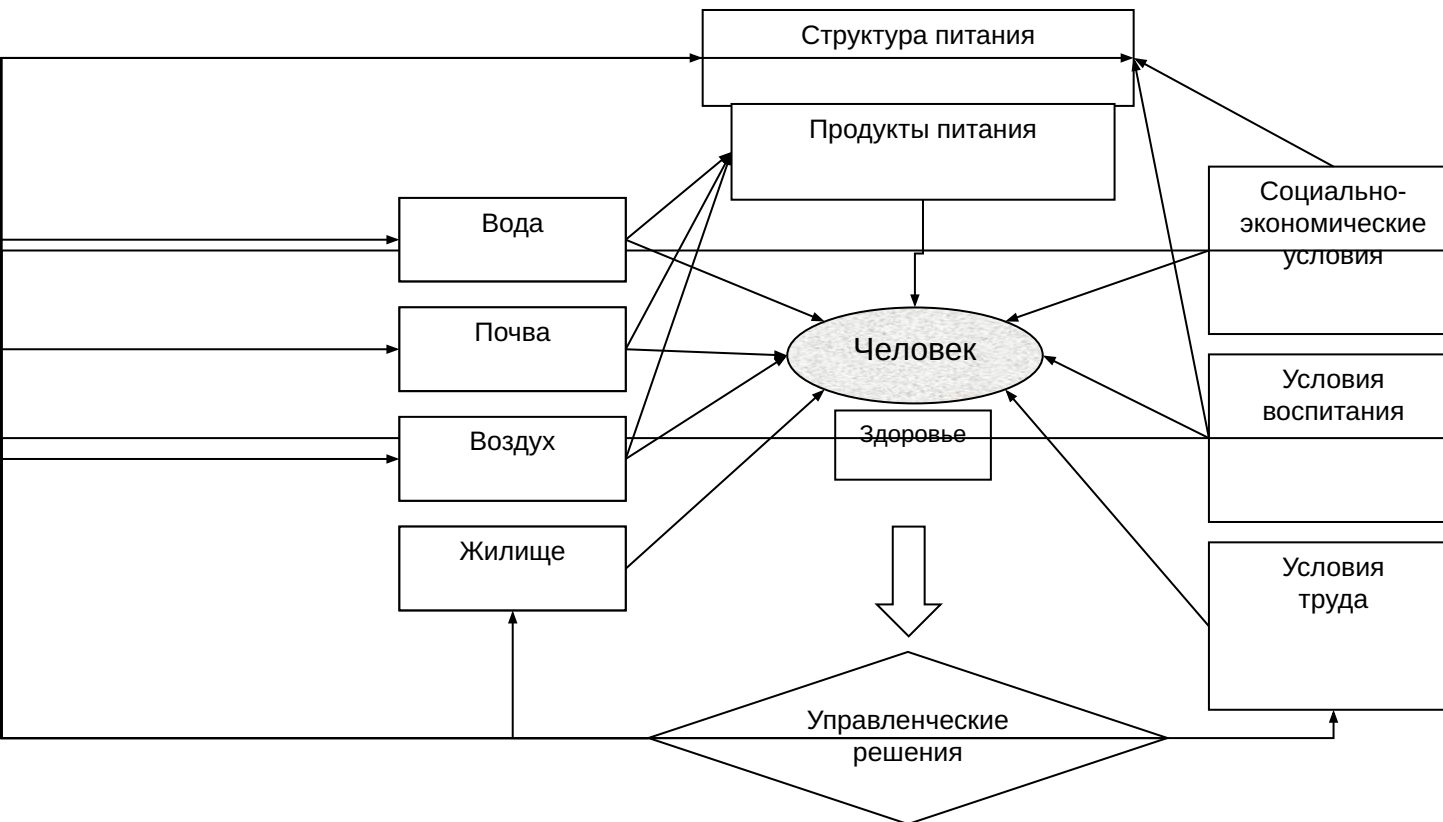 Структура питания
Продукты питания
Социально-
экономические
условия
Вода
Почва
Человек
Условия
воспитания
Воздух
Здоровье
Жилище
Условия
труда
Управленческие
решения